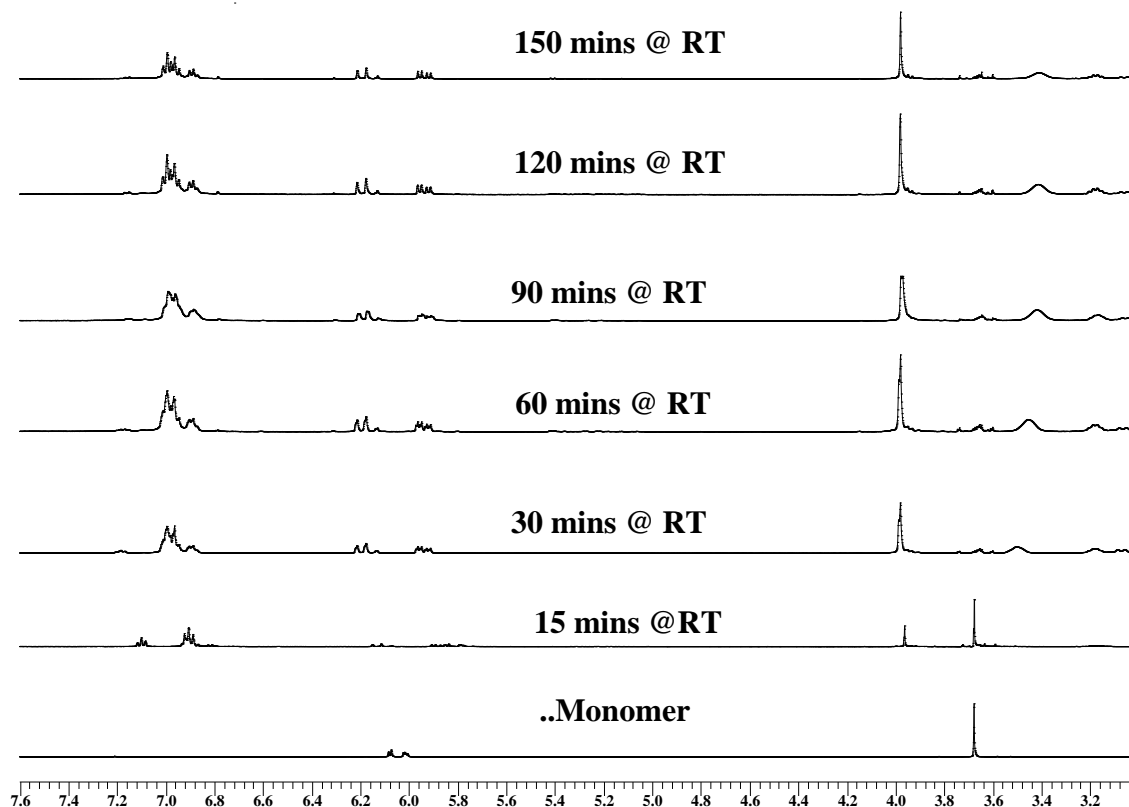 150 mins @ RT
120 mins @ RT
90 mins @ RT
60 mins @ RT
30 mins @ RT
15 mins @RT
..Monomer
7.6 7.4 7.2 7.0 6.8 6.6 6.4 6.2 6.0 5.8 5.6 5.4 5.2 5.0 4.8 4.6 4.4 4.2 4.0 3.8 3.6 3.4 3.2